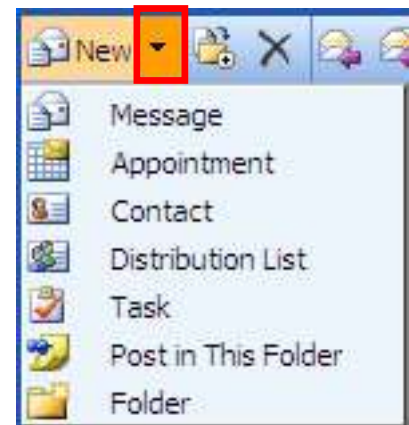 New
Message
Appointment
Contact
Distribution List
Task
Post in This Folder
Folder